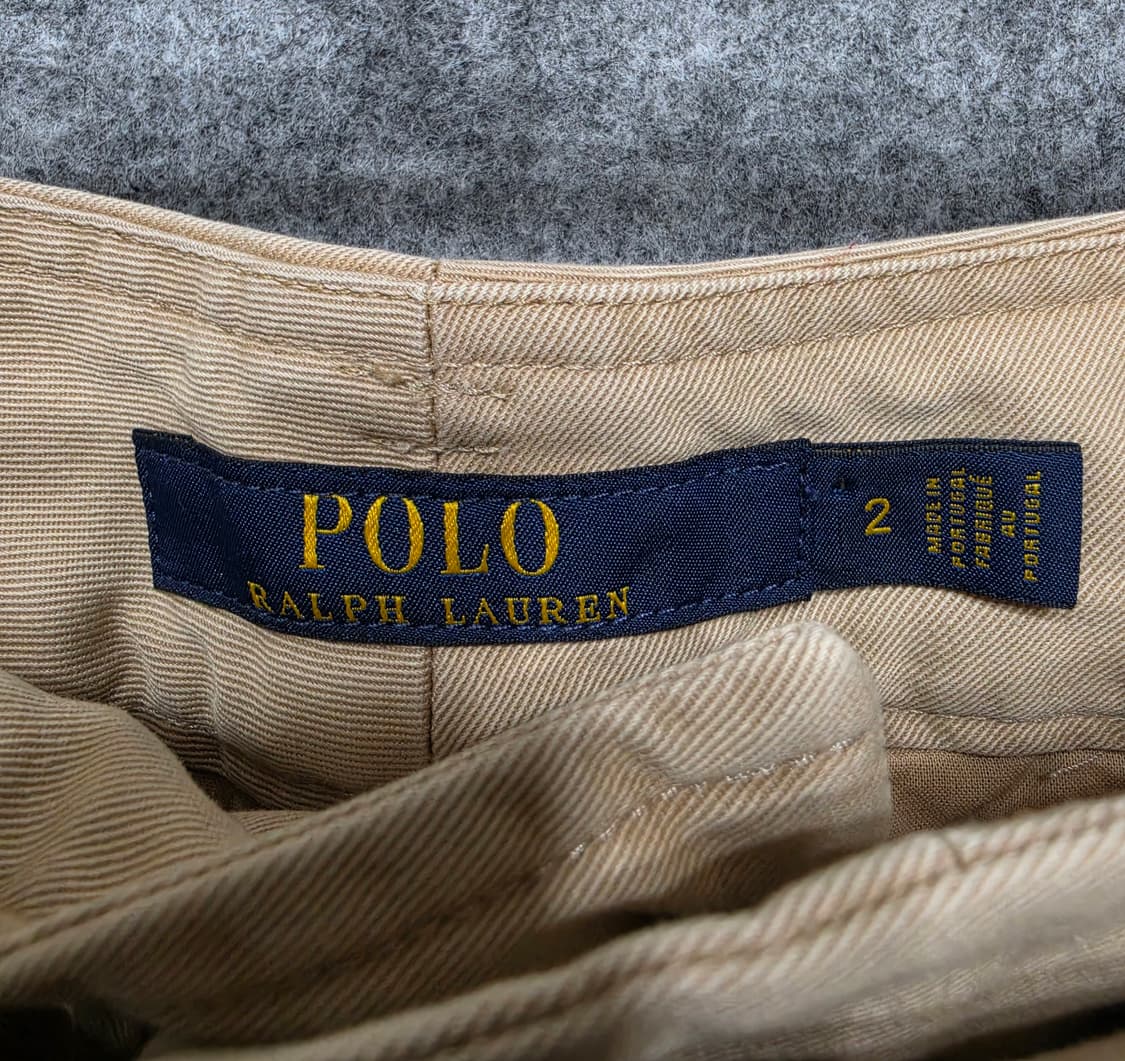 POLO
RALPH LAUREN
2
MADE IN
PORTUGAL
FABRIQUÉ
AU
PORTUGAL